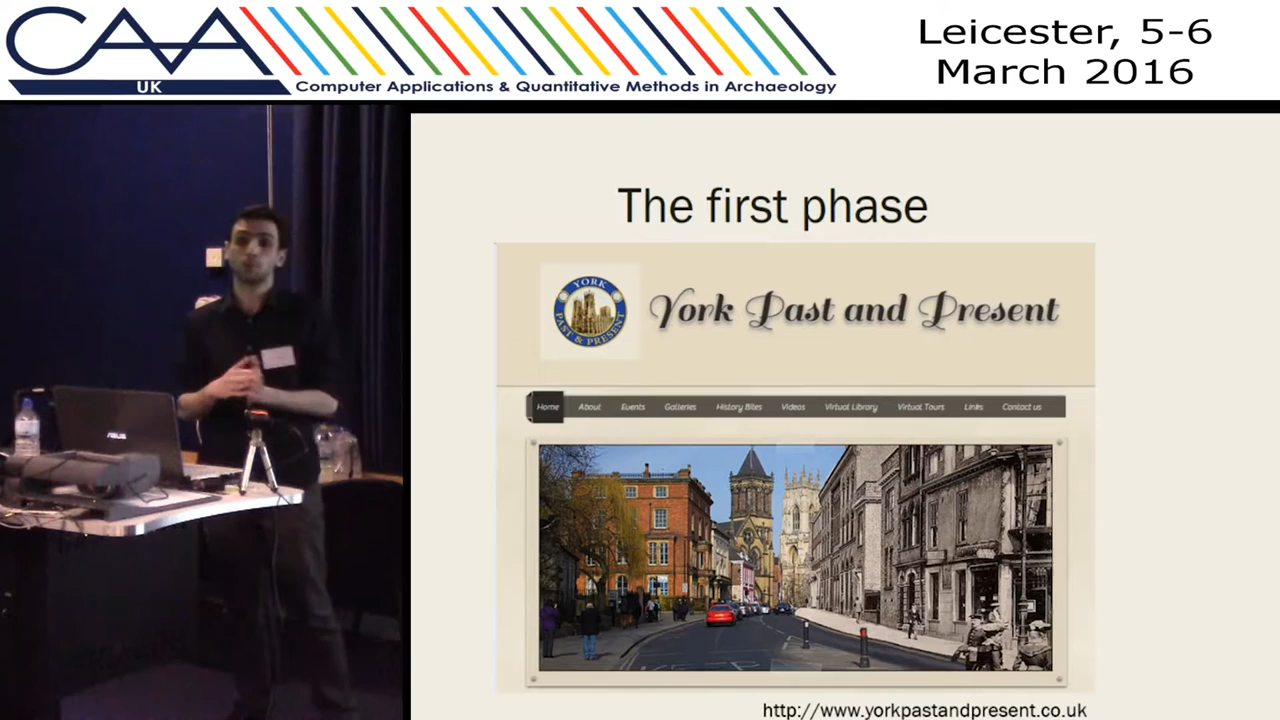 CAA
UK
Computer Applications & Quantitative Methods in Archaeology
Leicester, 5-6
March 2016
The first phase
YORK
PAST & PRESENT
York Past and Present
Home About Events Galleries History Bites Videos Virtual Library Virtual Tours Links Contact us
ASUS
http://www.yorkpastandpresent.co.uk